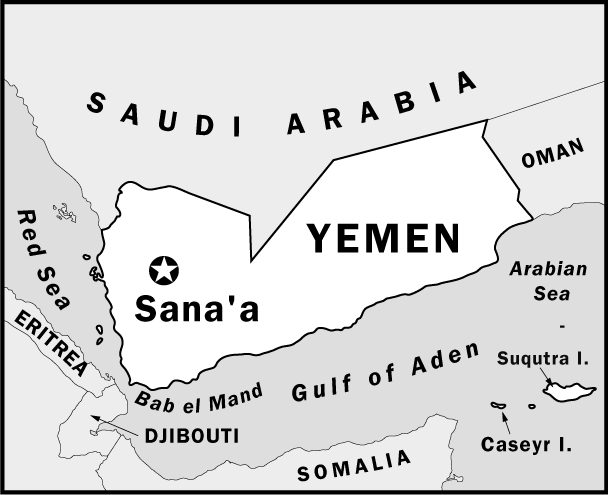 SAUDI ARABIA
OMAN
YEMEN
Red Sea
Sana'a
Arabian
Sea
-
ERITREA
Suqutra I.
Gulf of Aden
Bab el Mand
DJIBOUTI
Caseyr I.
SOMALIA